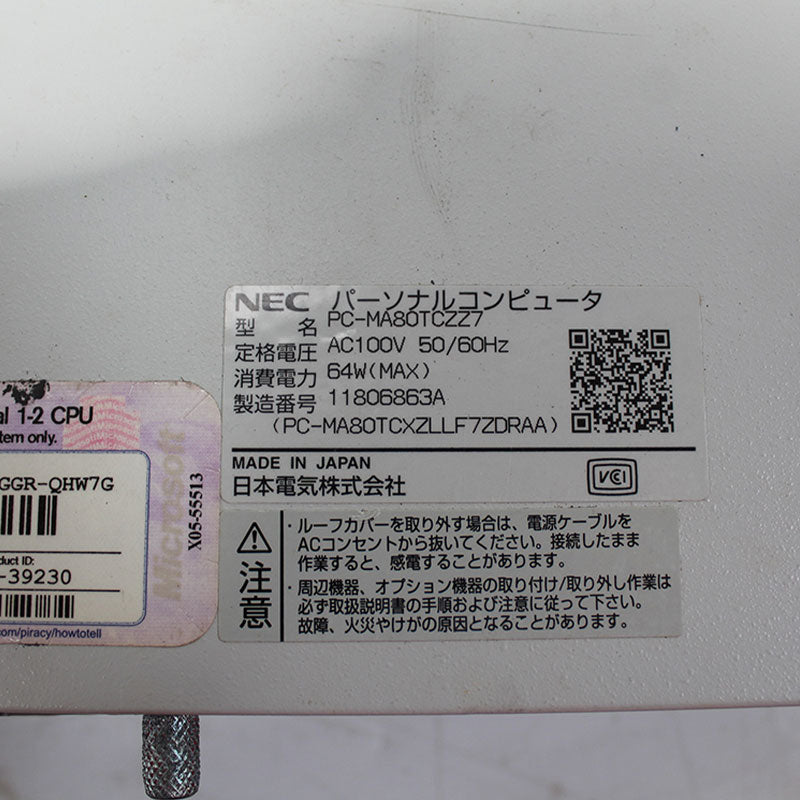 NEC パーソナルコンピュータ
型 名 PC-MA80TCZZ7
定格電圧 AC100V 50/60Hz
消費電力 64W(MAX)
製造番号 11806863A
(PC-MA80TCXZLLF7ZDRAA)
MADE IN JAPAN
日本電気株式会社
VCI
注意
・ルーフカバーを取り外す場合は、電源ケーブルを
ACコンセントから抜いてください。接続したまま
作業すると、感電することがあります。
・周辺機器、オプション機器の取り付け/取り外し作業は
必ず取扱説明書の手順および注意に従って下さい。
故障、火災やけがの原因となることがあります。
al 1-2 CPU
tem only.
GGR-QHW7G
duct ID:
-39230
com/piracy/howtotell
Microsoft
X05-55513